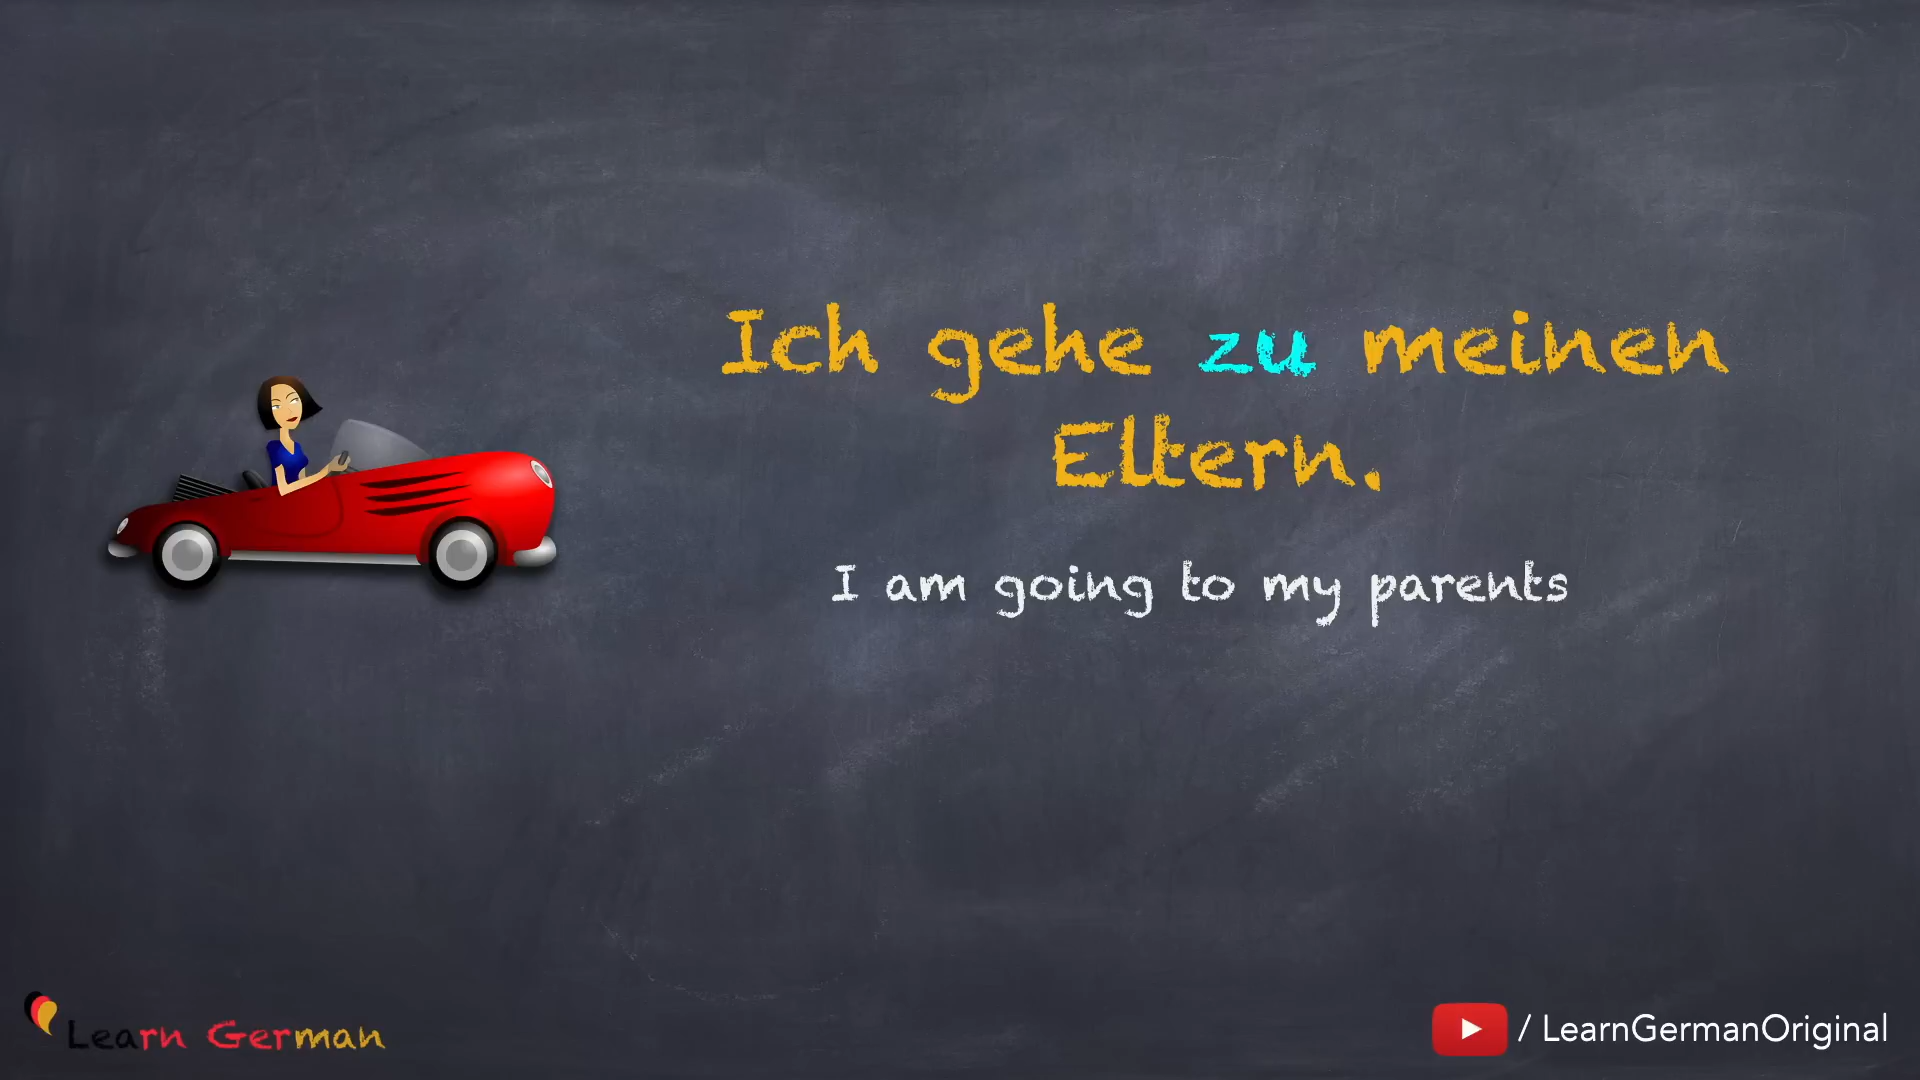 Ich gehe zu meinen
Eltern.
I am going to my parents
Learn German
/ LearnGermanOriginal